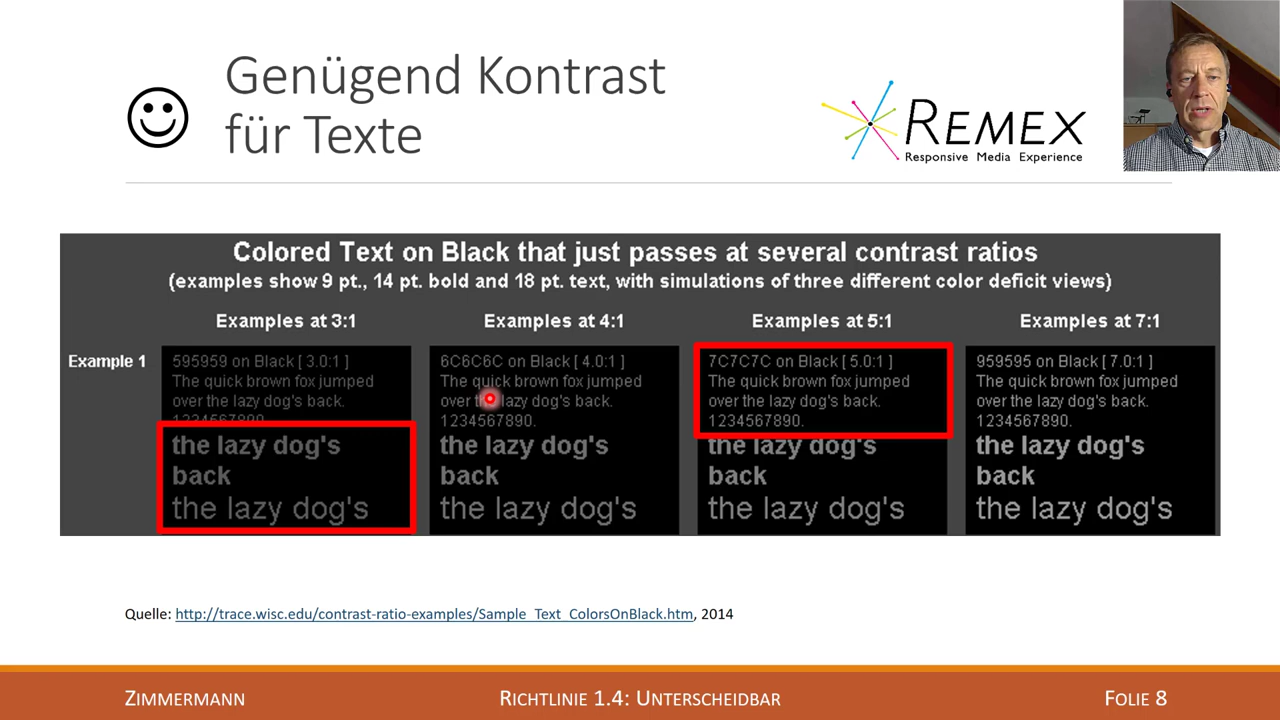 Genügend Kontrast
für Texte
REMEX
Responsive Media Experience
Colored Text on Black that just passes at several contrast ratios
(examples show 9 pt., 14 pt. bold and 18 pt. text, with simulations of three different color deficit views)
Examples at 3:1
Examples at 4:1
Examples at 5:1
Examples at 7:1
Example 1
595959 on Black [ 3.0:1 ]
The quick brown fox jumped
over the lazy dog's back.
1234567890.
the lazy dog's
back
the lazy dog's
6C6C6C on Black [ 4.0:1 ]
The quick brown fox jumped
over the lazy dog's back.
1234567890.
the lazy dog's
back
the lazy dog's
7C7C7C on Black [ 5.0:1 ]
The quick brown fox jumped
over the lazy dog's back.
1234567890.
the lazy dog's
back
the lazy dog's
959595 on Black [ 7.0:1 ]
The quick brown fox jumped
over the lazy dog's back.
1234567890.
the lazy dog's
back
the lazy dog's
Quelle: http://trace.wisc.edu/contrast-ratio-examples/Sample_Text_ColorsOnBlack.htm, 2014
ZIMMERMANN
RICHTLINIE 1.4: UNTERSCHEIDBAR
FOLIE 8